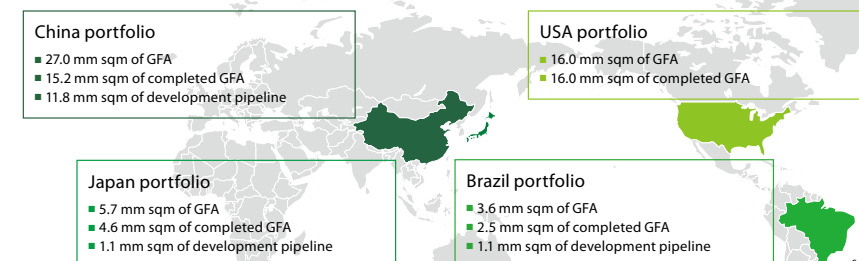 China portfolio
■ 27.0 mm sqm of GFA
■ 15.2 mm sqm of completed GFA
■ 11.8 mm sqm of development pipeline
USA portfolio
■ 16.0 mm sqm of GFA
■ 16.0 mm sqm of completed GFA
Japan portfolio
■ 5.7 mm sqm of GFA
■ 4.6 mm sqm of completed GFA
■ 1.1 mm sqm of development pipeline
Brazil portfolio
■ 3.6 mm sqm of GFA
■ 2.5 mm sqm of completed GFA
■ 1.1 mm sqm of development pipeline